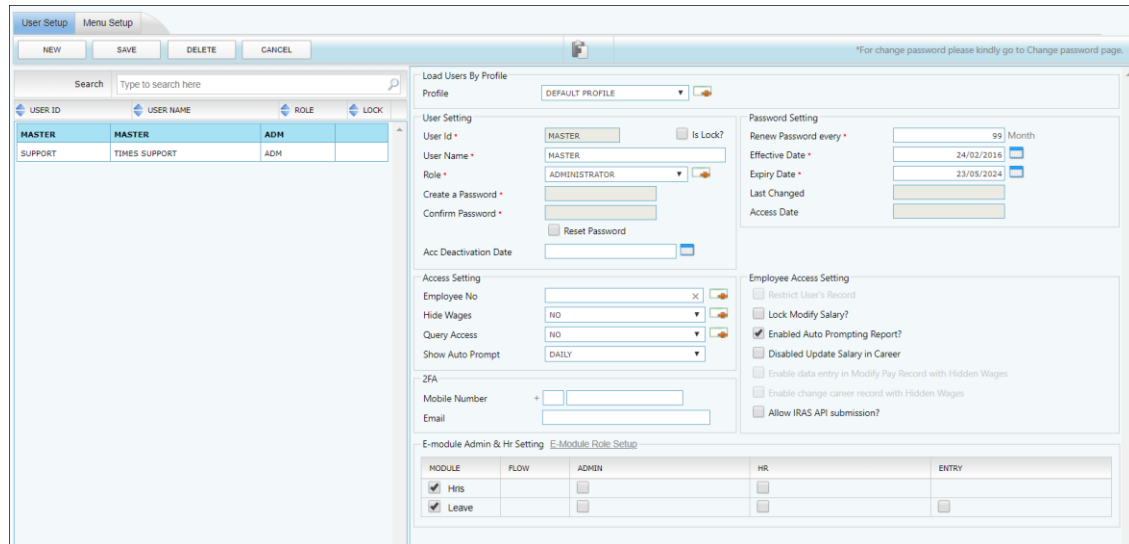 User Setup Menu Setup
NEW SAVE DELETE CANCEL *For change password please kindly go to Change password page.
Search Type to search here
USER ID USER NAME ROLE LOCK
MASTER MASTER ADM
SUPPORT TIMES SUPPORT ADM
Load Users By Profile
Profile DEFAULT PROFILE
User Setting
User Id * MASTER Is Lock?
User Name * MASTER
Role * ADMINISTRATOR
Create a Password *
Confirm Password *
Reset Password
Acc Deactivation Date
Password Setting
Renew Password every * 99 Month
Effective Date * 24/02/2016
Expiry Date * 23/05/2024
Last Changed
Access Date
Access Setting
Employee No
Hide Wages NO
Query Access NO
Show Auto Prompt DAILY
Employee Access Setting
Restrict User's Record
Lock Modify Salary?
Enabled Auto Prompting Report?
Disabled Update Salary in Career
Enable data entry in Modify Pay Record with Hidden Wages
Enable change career record with Hidden Wages
Allow IRAS API submission?
2FA
Mobile Number +
Email
E-module Admin & Hr Setting E-Module Role Setup
MODULE FLOW ADMIN HR ENTRY
Hris
Leave